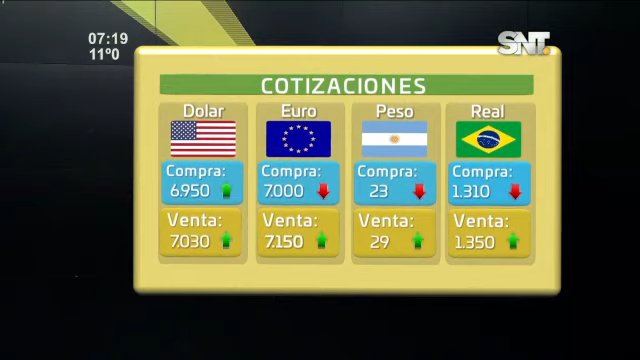 07:19
11º0
SNT.
COTIZACIONES
Dolar
Euro
Peso
Real
Compra:
6.950
Compra:
7.000
Compra:
23
Compra:
1.310
Venta:
7.030
Venta:
7.150
Venta:
29
Venta:
1.350